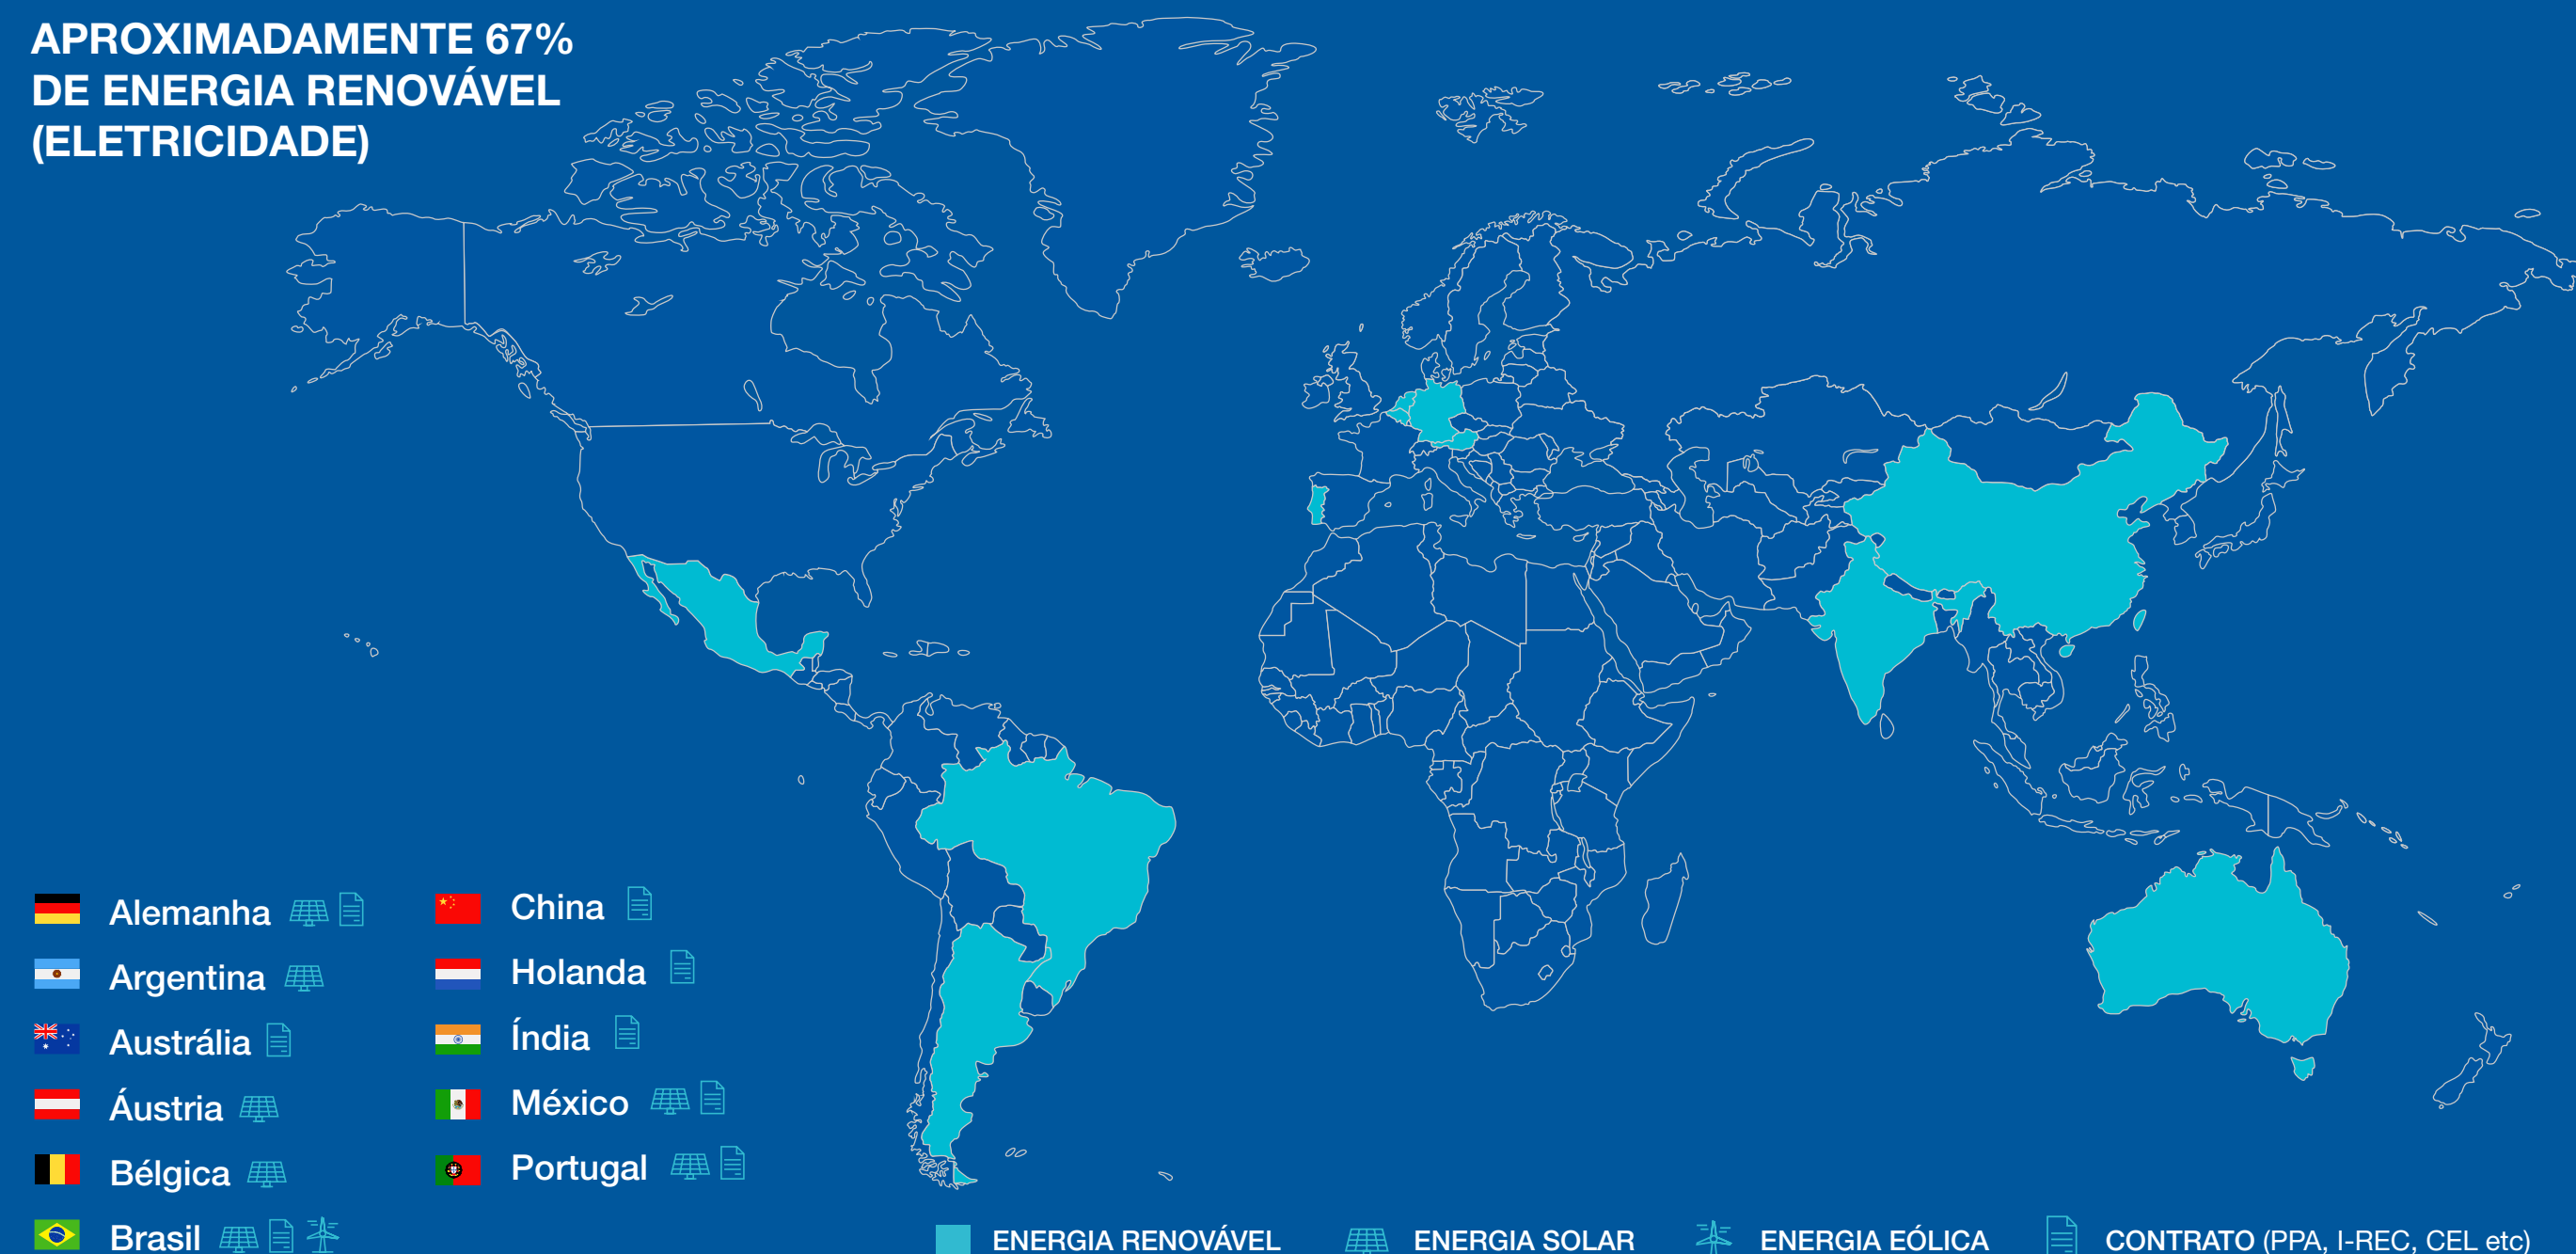 APROXIMADAMENTE 67%
DE ENERGIA RENOVÁVEL
(ELETRICIDADE)
Alemanha
Argentina
Austrália
Áustria
Bélgica
Brasil
China
Holanda
Índia
México
Portugal
ENERGIA RENOVÁVEL
ENERGIA SOLAR
ENERGIA EÓLICA
CONTRATO (PPA, I-REC, CEL etc)